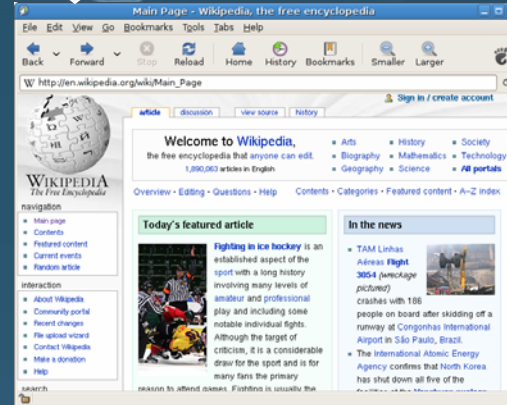 Main Page - Wikipedia, the free encyclopedia
File Edit View Go Bookmarks Tools Tabs Help
Back Forward Stop Reload Home History Bookmarks Smaller Larger
W http://en.wikipedia.org/wiki/Main_Page
Sign in / create account
article discussion view source history
WIKIPEDIA
The Free Encyclopedia
navigation
Main page
Contents
Featured content
Current events
Random article
interaction
About Wikipedia
Community portal
Recent changes
File upload wizard
Contact Wikipedia
Make a donation
Help
search
Welcome to Wikipedia,
the free encyclopedia that anyone can edit.
1,890,063 articles in English
Arts History Society
Biography Mathematics Technology
Geography Science All portals
Overview · Editing · Questions · Help Contents · Categories · Featured content · A–Z index
Today's featured article
Fighting in ice hockey is an
established aspect of the
sport with a long history
involving many levels of
amateur and professional
play and including some
notable individual fights.
Although the target of
criticism, it is a considerable
draw for the sport and is for
many fans the primary
reason to attend games. Fighting is usually the
In the news
TAM Linhas
Aéreas Flight
3054 (wreckage
pictured)
crashes with 186
people on board after skidding off a
runway at Congonhas International
Airport in São Paulo, Brazil.
The International Atomic Energy
Agency confirms that North Korea
has shut down all five of the